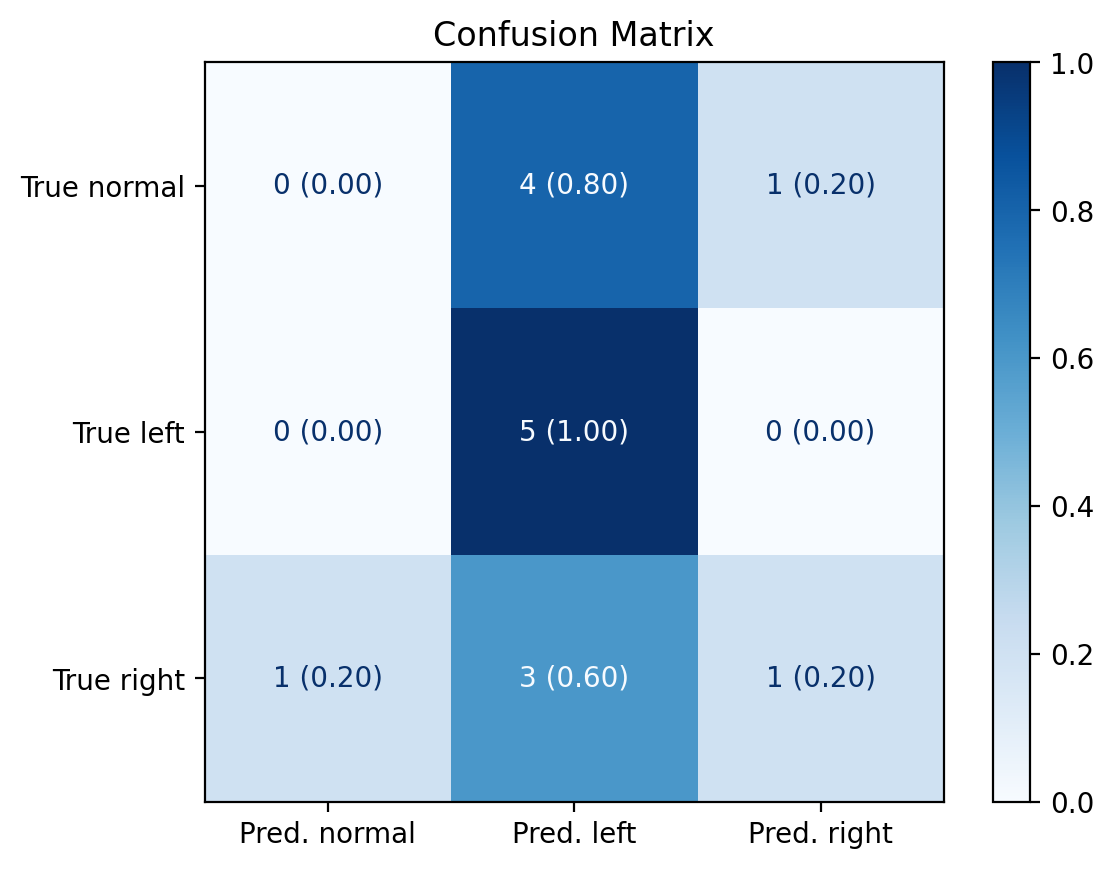 Confusion Matrix
True normal
0 (0.00)
4 (0.80)
1 (0.20)
True left
0 (0.00)
5 (1.00)
0 (0.00)
True right
1 (0.20)
3 (0.60)
1 (0.20)
Pred. normal
Pred. left
Pred. right
1.0
0.8
0.6
0.4
0.2
0.0